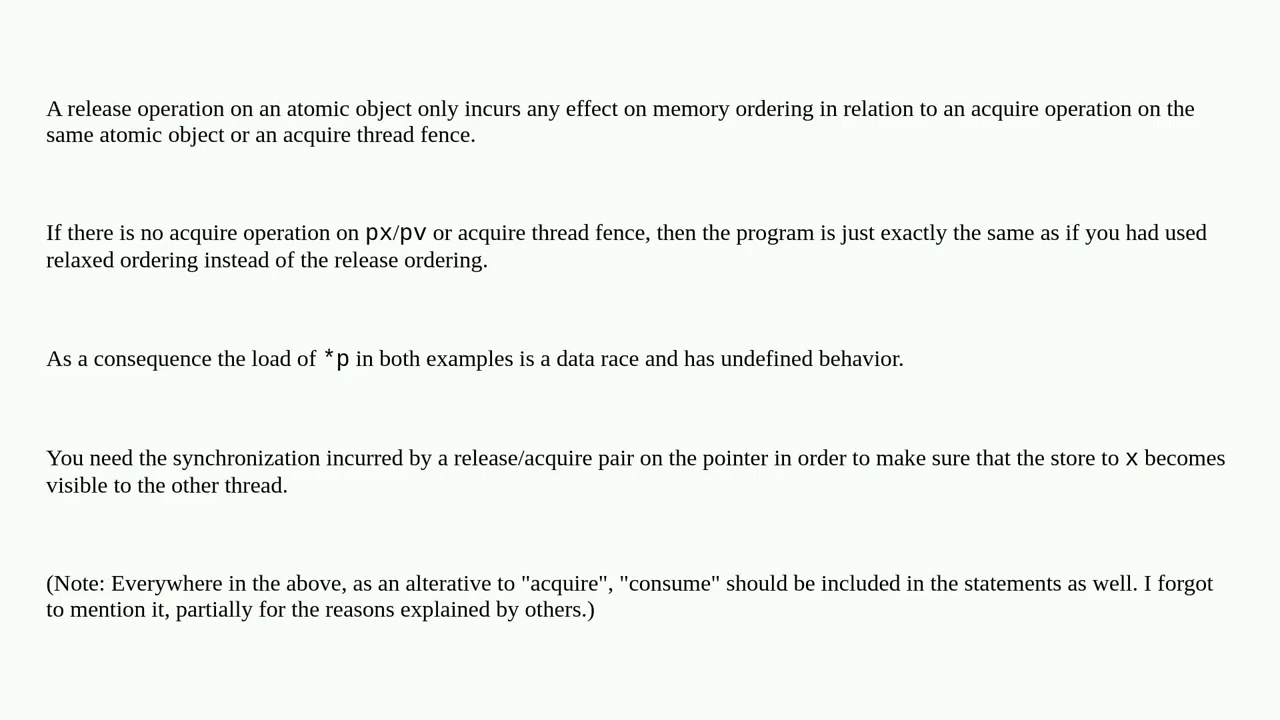 A release operation on an atomic object only incurs any effect on memory ordering in relation to an acquire operation on the
same atomic object or an acquire thread fence.
If there is no acquire operation on px/pv or acquire thread fence, then the program is just exactly the same as if you had used
relaxed ordering instead of the release ordering.
As a consequence the load of *p in both examples is a data race and has undefined behavior.
You need the synchronization incurred by a release/acquire pair on the pointer in order to make sure that the store to x becomes
visible to the other thread.
(Note: Everywhere in the above, as an alterative to "acquire", "consume" should be included in the statements as well. I forgot
to mention it, partially for the reasons explained by others.)